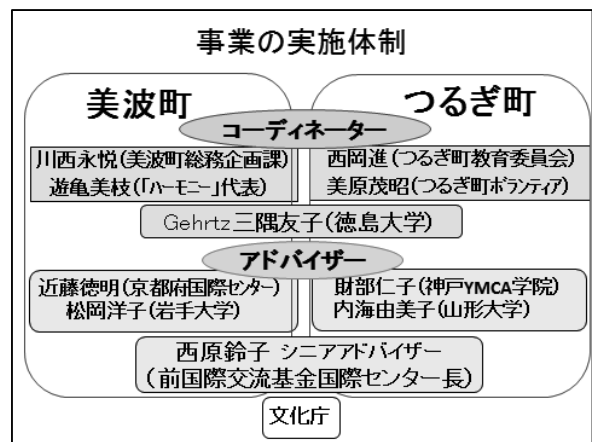 事業の実施体制
美波町
つるぎ町
コーディネーター
川西永悦(美波町総務企画課)
遊亀美枝(「ハーモニー」代表)
西岡進(つるぎ町教育委員会)
美原茂昭(つるぎ町ボランティア)
Gehrtz三隅友子(徳島大学)
アドバイザー
近藤徳明(京都府国際センター)
松岡洋子(岩手大学)
財部仁子(神戸YMCA学院)
内海由美子(山形大学)
西原鈴子 シニアアドバイザー
(前国際交流基金国際センター長)
文化庁